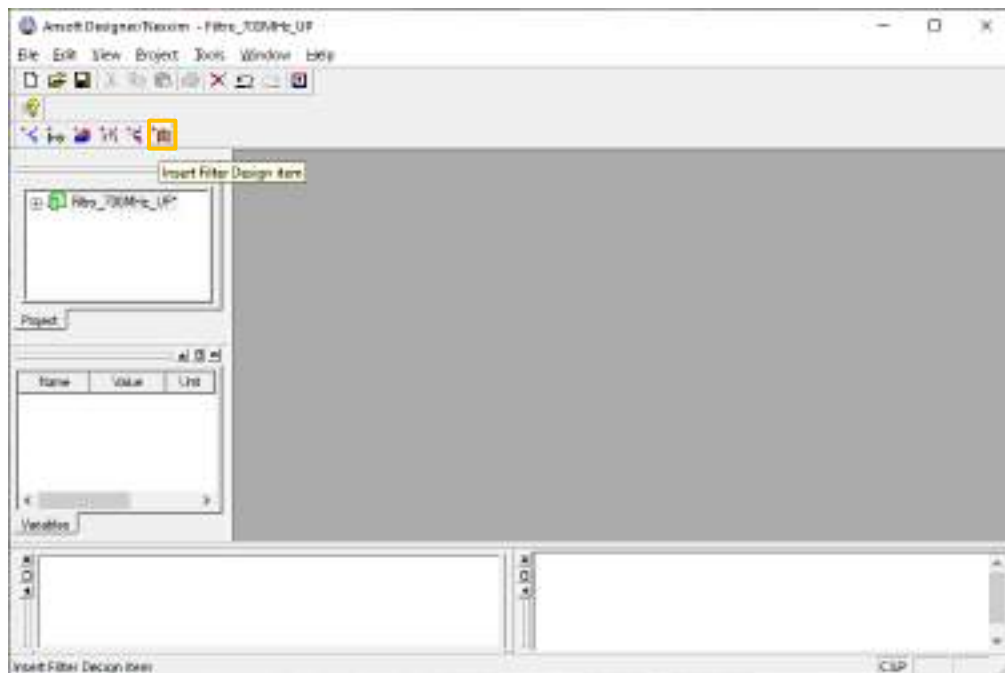 Ansoft Designer/Nexxim - Filtro_700MHz_UP
File Edit View Project Tools Window Help
Insert Filter Design item
Filtro_700MHz_UP*
Project
Name Value Unit
Variables
Insert Filter Design item